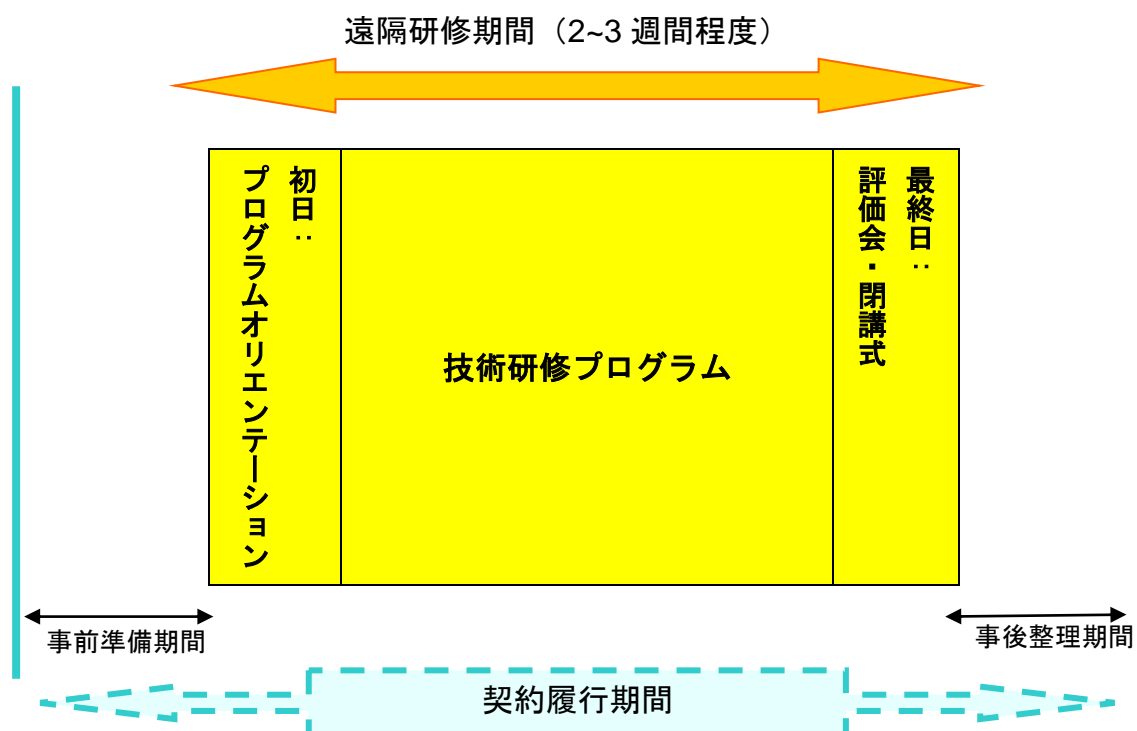 遠隔研修期間（2~3 週間程度）
初日：
プログラムオリエンテーション
技術研修プログラム
最終日：
評価会・閉講式
事前準備期間
事後整理期間
契約履行期間